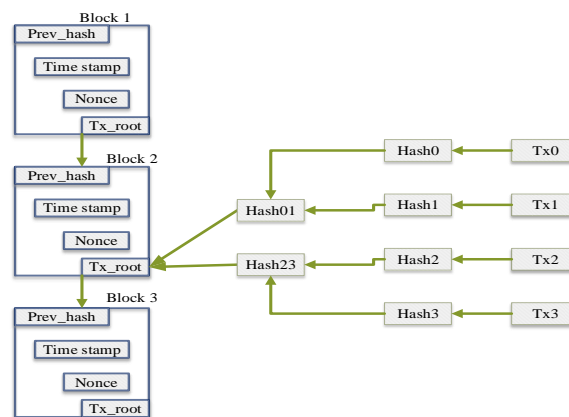 Block 1
Prev_hash
Time stamp
Nonce
Tx_root
Block 2
Prev_hash
Time stamp
Nonce
Tx_root
Block 3
Prev_hash
Time stamp
Nonce
Tx_root
Hash01
Hash23
Hash0
Hash1
Hash2
Hash3
Tx0
Tx1
Tx2
Tx3